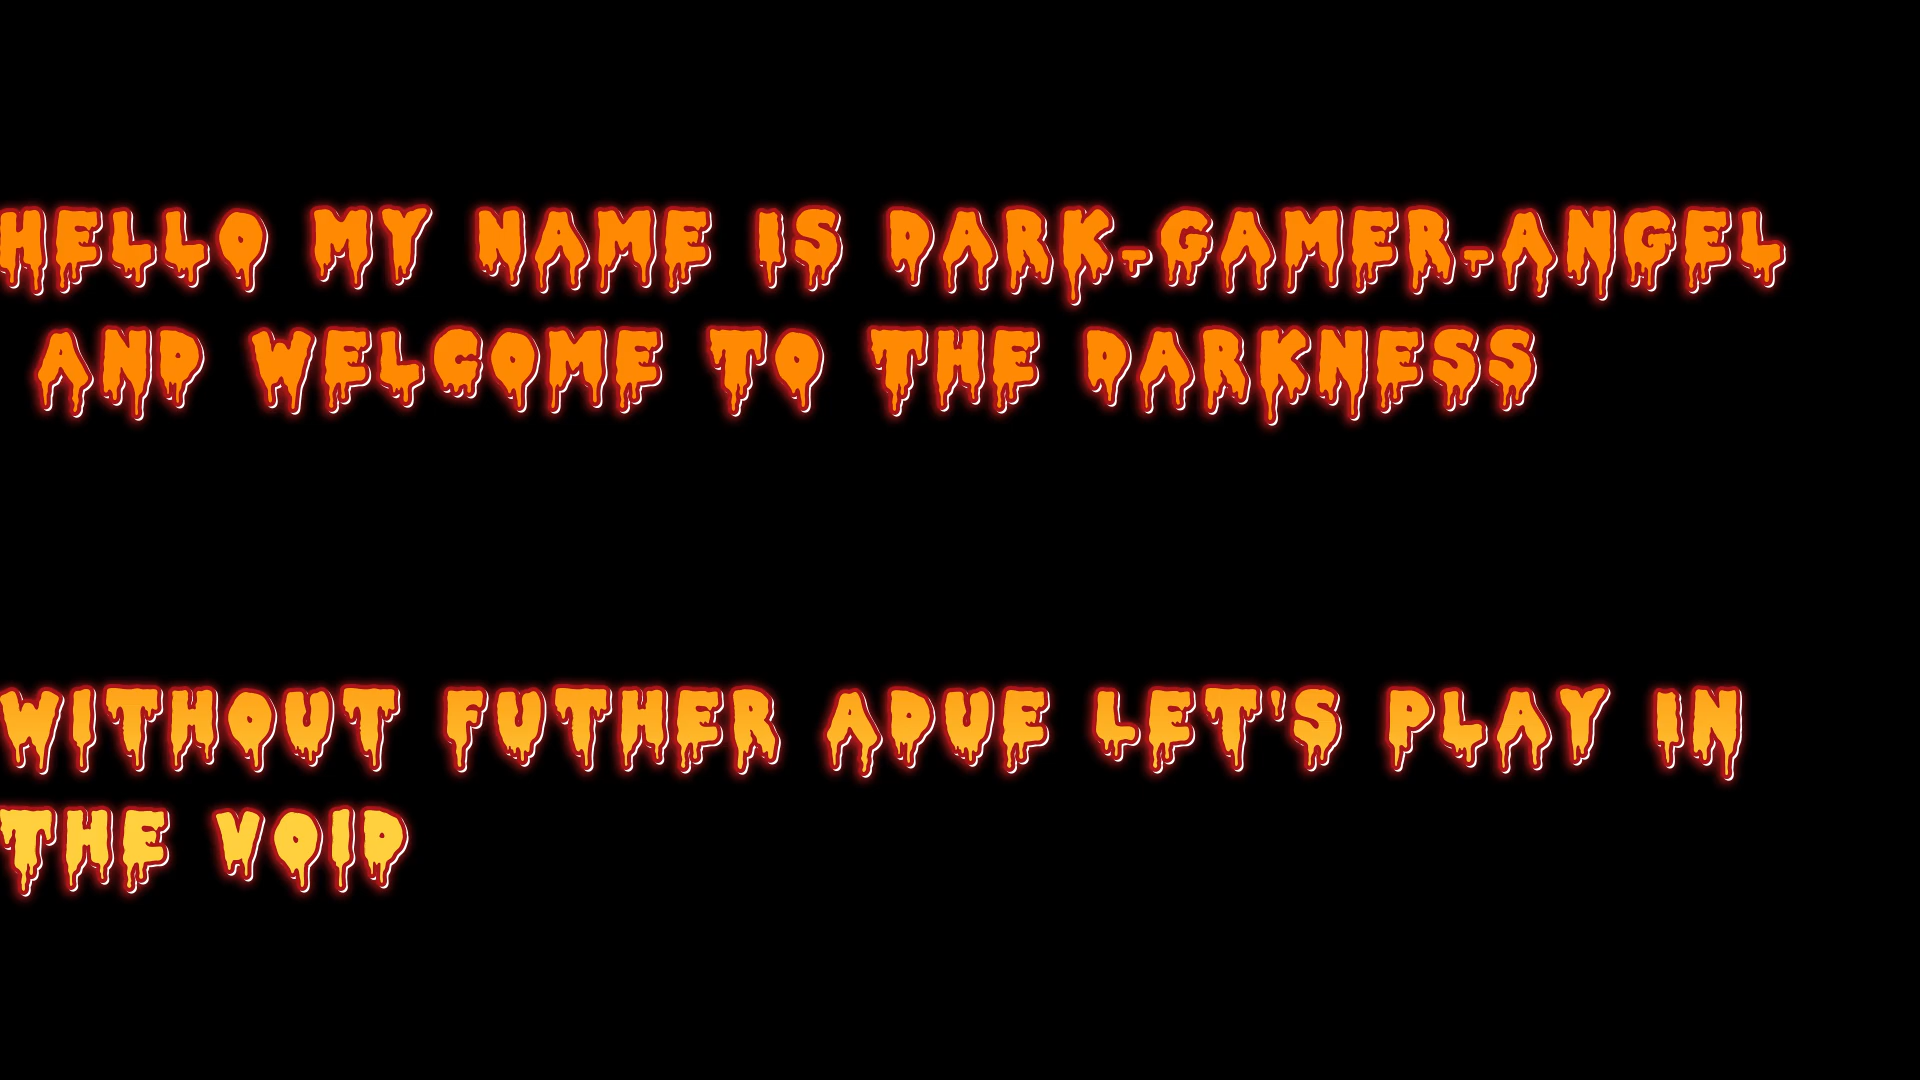 HELLO MY NAME IS DARK-GAMER-ANGEL
AND WELCOME TO THE DARKNESS
WITHOUT FUTHER ADUE LET'S PLAY IN
THE VOID